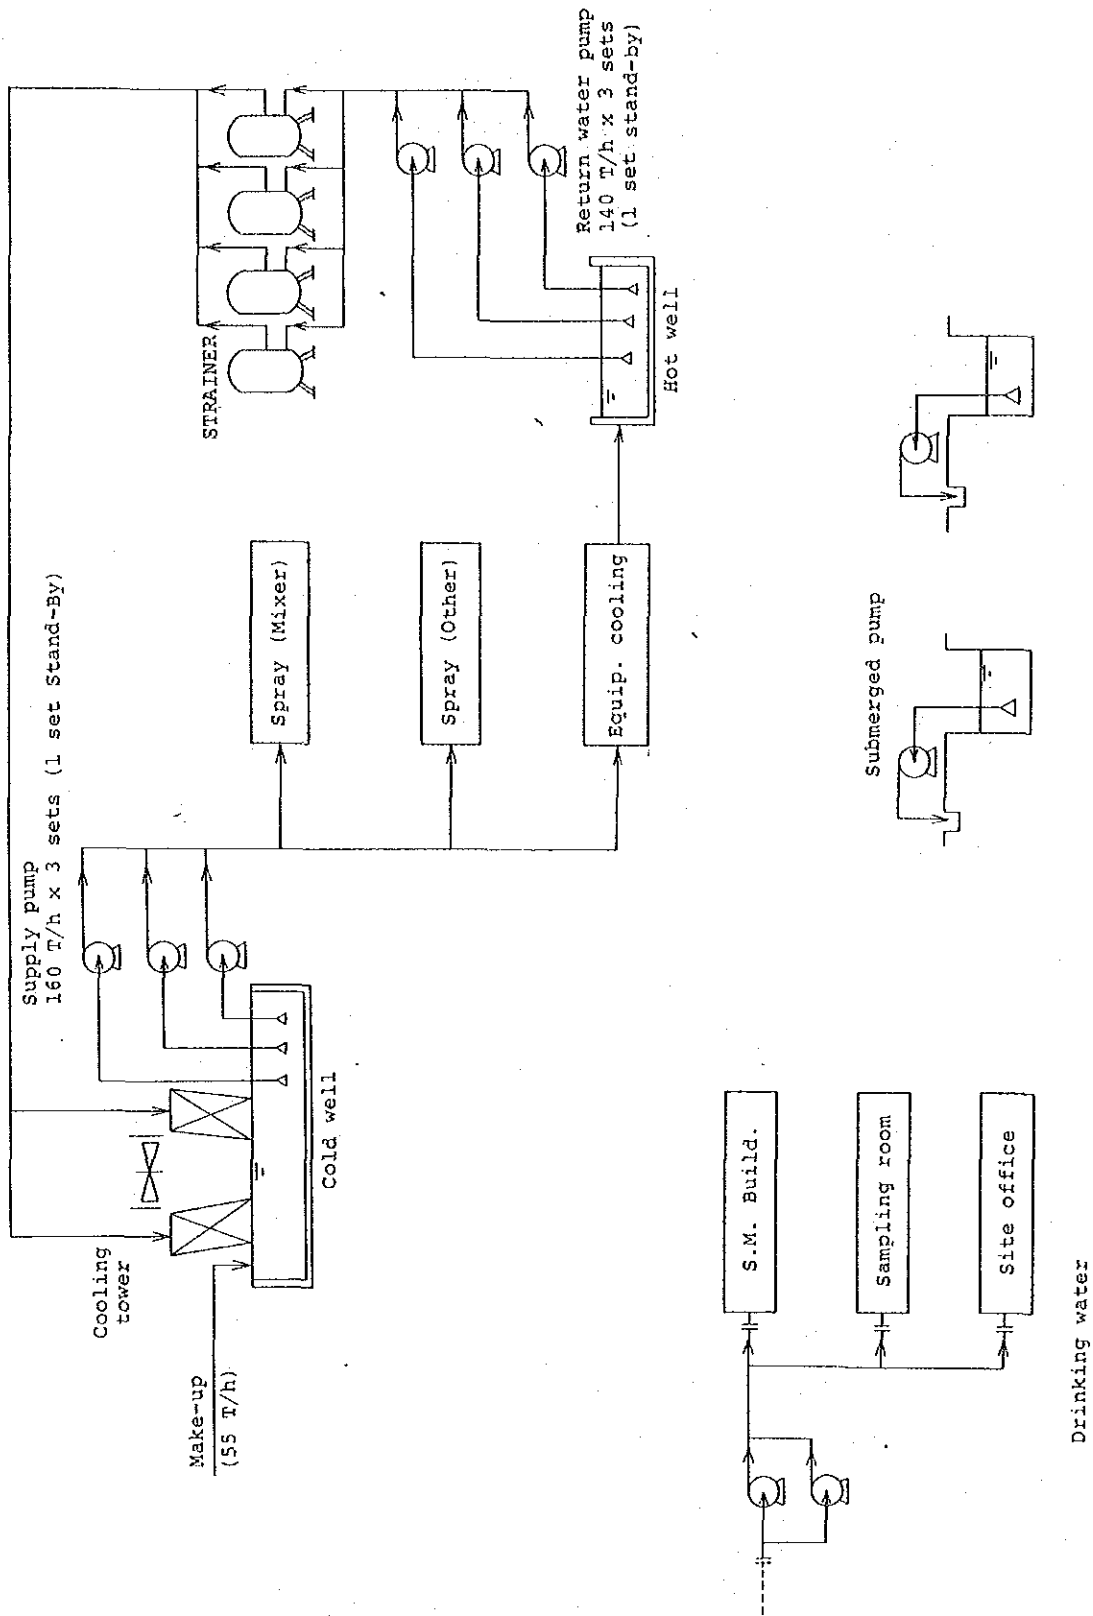 Supply pump
160 T/h x 3 sets (1 set Stand-By)
Cooling
tower
Make-up
(55 T/h)
Cold well
Spray (Mixer)
Spray (Other)
Equip. cooling
STRAINER
Return water pump
140 T/h x 3 sets
(1 set stand-by)
Hot well
S.M. Build.
Sampling room
Site office
Drinking water
Submerged pump